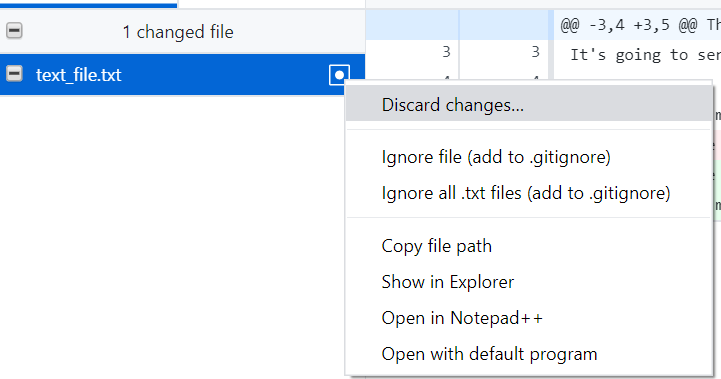 1 changed file
@@ -3,4 +3,5 @@ Th
text_file.txt
3 3 It's going to ser
Discard changes...
Ignore file (add to .gitignore)
Ignore all .txt files (add to .gitignore)
Copy file path
Show in Explorer
Open in Notepad++
Open with default program